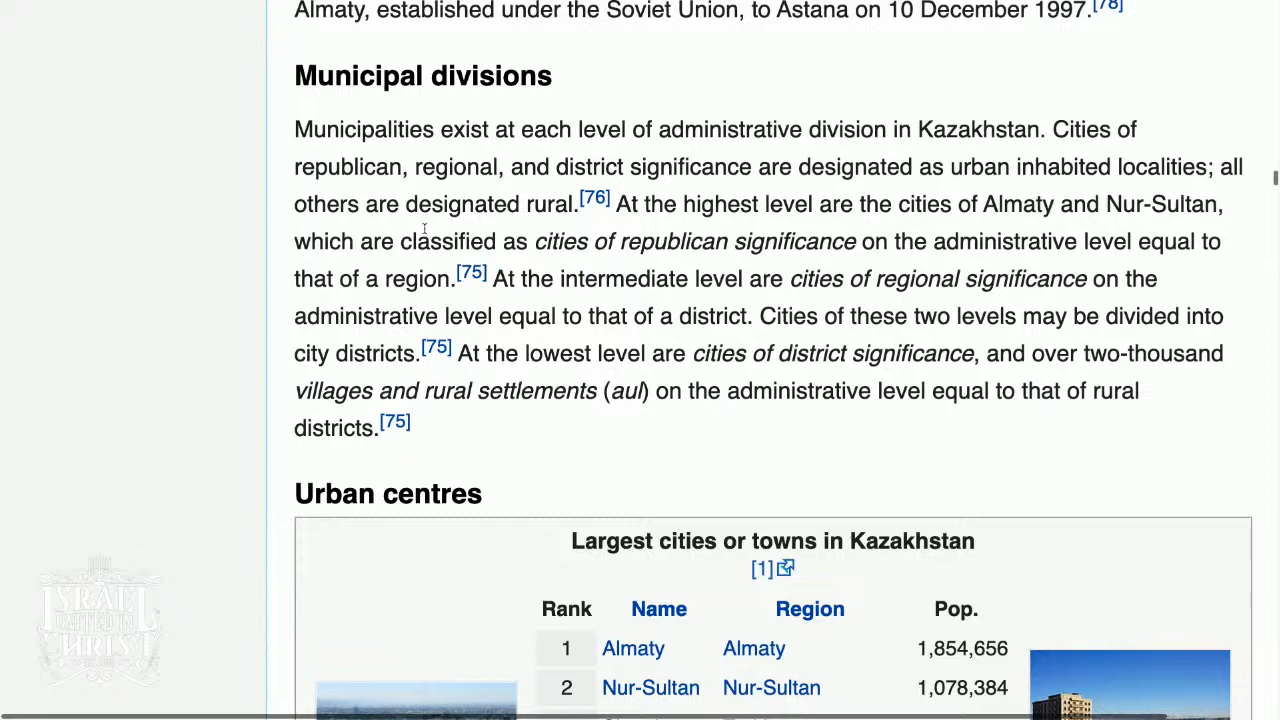 Almaty, established under the Soviet Union, to Astana on 10 December 1997.[78]
Municipal divisions
Municipalities exist at each level of administrative division in Kazakhstan. Cities of
republican, regional, and district significance are designated as urban inhabited localities; all
others are designated rural.[76] At the highest level are the cities of Almaty and Nur-Sultan,
which are classified as cities of republican significance on the administrative level equal to
that of a region.[75] At the intermediate level are cities of regional significance on the
administrative level equal to that of a district. Cities of these two levels may be divided into
city districts.[75] At the lowest level are cities of district significance, and over two-thousand
villages and rural settlements (aul) on the administrative level equal to that of rural
districts.[75]
Urban centres
Largest cities or towns in Kazakhstan
[1]
Rank Name Region Pop.
1 Almaty Almaty 1,854,656
2 Nur-Sultan Nur-Sultan 1,078,384
ISRAEL
UNITED IN
CHRIST